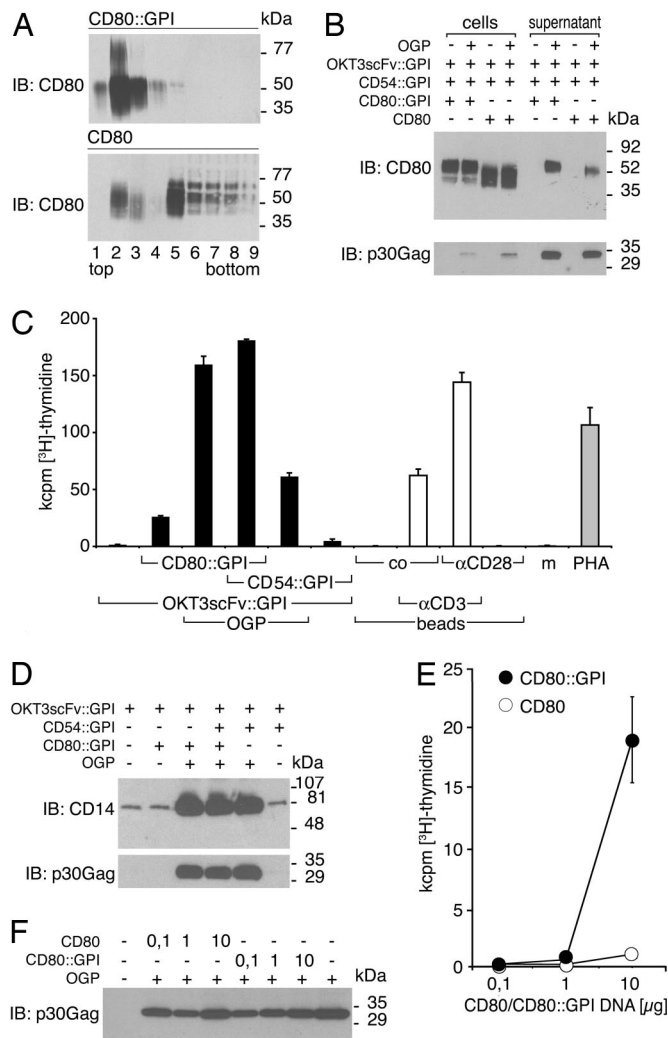 A
CD80::GPI
kDa
IB: CD80
77
50
35
CD80
IB: CD80
77
50
35
1 2 3 4 5 6 7 8 9
top bottom
B
cells supernatant
OGP - + - + - + - +
OKT3scFv::GPI + + + + + + + +
CD54::GPI + + + + + + + +
CD80::GPI + + - - + + - -
CD80 - - + + - - + + kDa
IB: CD80
92
52
35
IB: p30Gag
35
29
C
kcpm [³H]-thymidine
200
150
100
50
0
CD80::GPI co αCD28 m PHA
CD54::GPI
OKT3scFv::GPI αCD3
OGP beads
D
OKT3scFv::GPI + + + + + +
CD54::GPI - - - + + +
CD80::GPI - + + + - -
OGP - - + + + - kDa
IB: CD14
107
81
48
IB: p30Gag
35
29
E
CD80::GPI
CD80
kcpm [³H]-thymidine
25
20
15
10
5
0
0,1 1 10
CD80/CD80::GPI DNA [µg]
F
CD80 - 0,1 1 10 - - - -
CD80::GPI - - - - 0,1 1 10 -
OGP - + + + + + + + kDa
IB: p30Gag
35
29